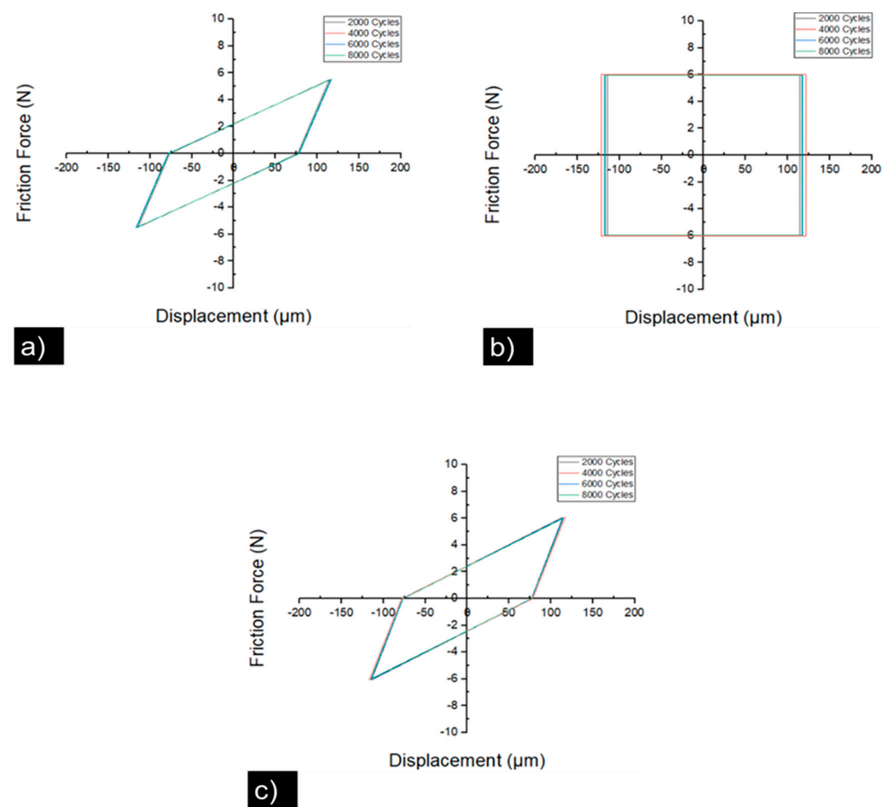 10
8
6
4
2
0
-2
-4
-6
-8
-10
-200 -150 -100 -50 0 50 100 150 200
2000 Cycles
4000 Cycles
6000 Cycles
8000 Cycles
Friction Force (N)
Displacement (µm)
a)
10
8
6
4
2
0
-2
-4
-6
-8
-10
-200 -150 -100 -50 0 50 100 150 200
2000 Cycles
4000 Cycles
6000 Cycles
8000 Cycles
Friction Force (N)
Displacement (µm)
b)
10
8
6
4
2
0
-2
-4
-6
-8
-10
-200 -150 -100 -50 0 50 100 150 200
2000 Cycles
4000 Cycles
6000 Cycles
8000 Cycles
Friction Force (N)
Displacement (µm)
c)